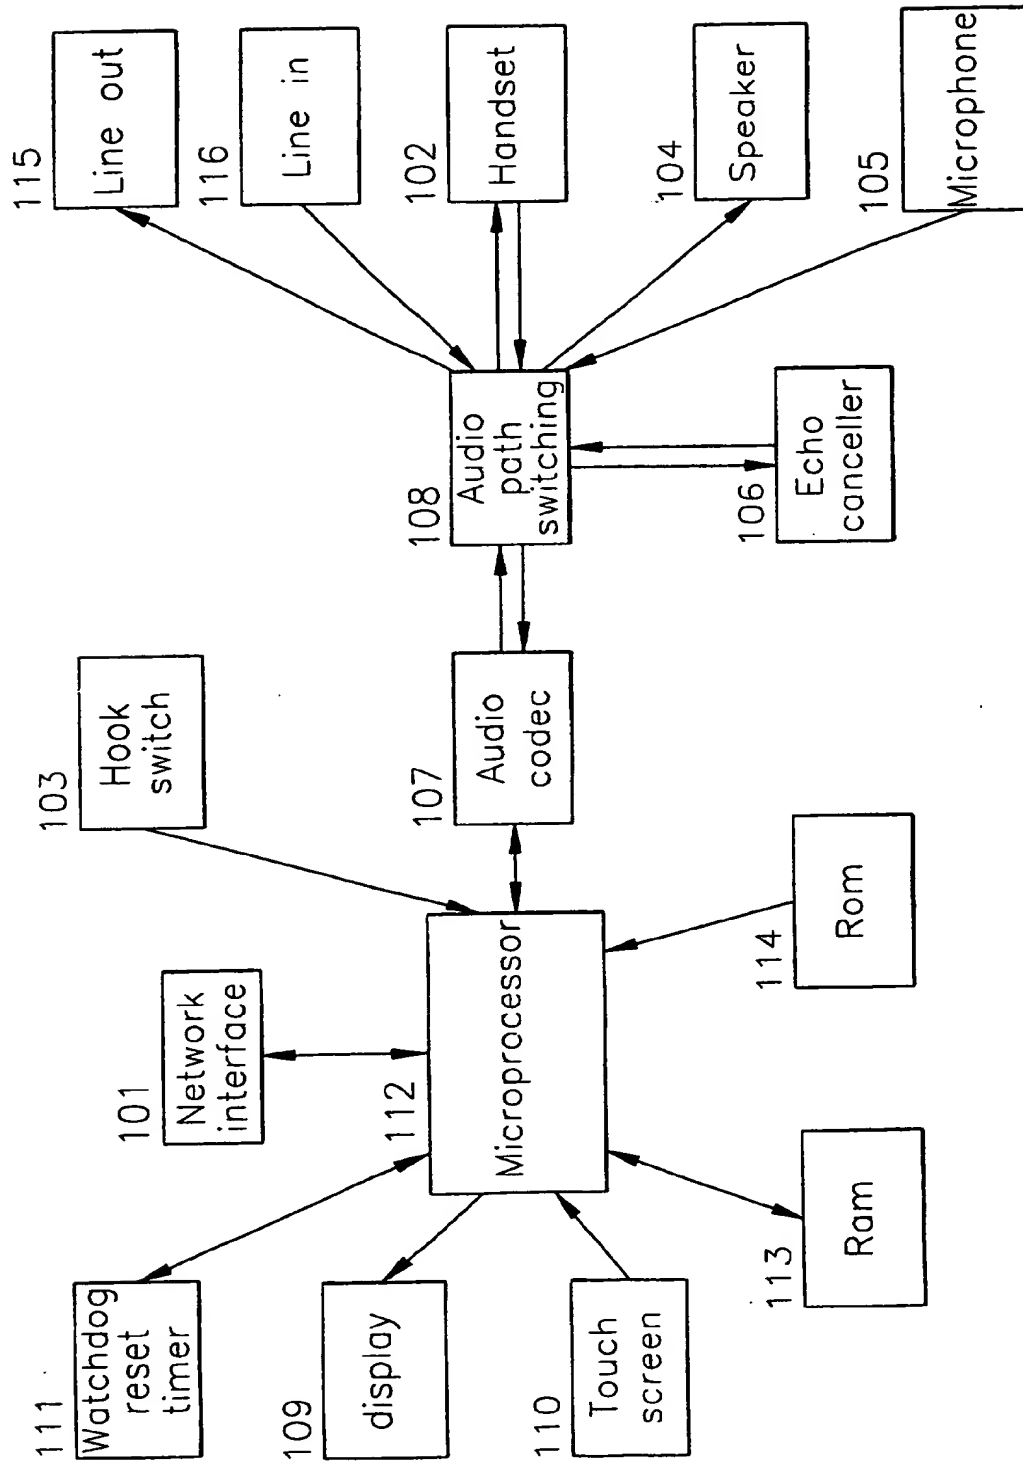 111
Watchdog
reset
timer
101
Network
interface
103
Hook
switch
115
Line out
116
Line in
109
display
112
Microprocessor
107
Audio
codec
108
Audio
path
switching
102
Handset
110
Touch
screen
104
Speaker
113
Ram
114
Rom
106
Echo
canceller
105
Microphone